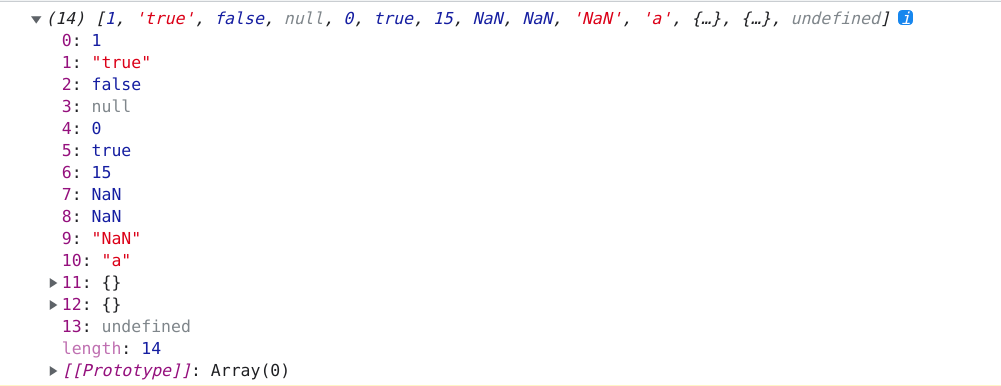 ▼(14) [1, 'true', false, null, 0, true, 15, NaN, NaN, 'NaN', 'a', {…}, {…}, undefined] i
0: 1
1: "true"
2: false
3: null
4: 0
5: true
6: 15
7: NaN
8: NaN
9: "NaN"
10: "a"
▶11: {}
▶12: {}
13: undefined
length: 14
▶[[Prototype]]: Array(0)